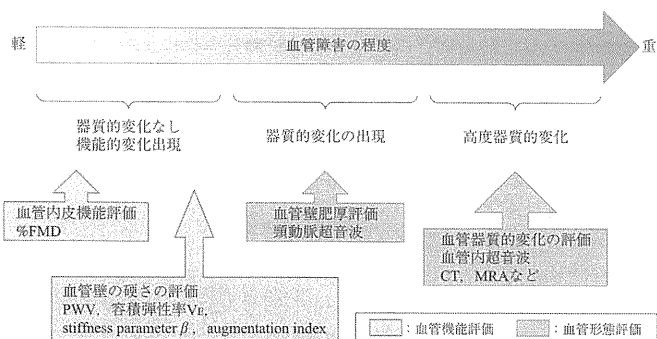 血管障害の程度
軽
重
器質的変化なし
機能的変化出現
器質的変化の出現
高度器質的変化
血管内皮機能評価
%FMD
血管壁肥厚評価
頸動脈超音波
血管器質的変化の評価
血管内超音波
CT，MRAなど
血管壁の硬さの評価
PWV，容積弾性率VE，
stiffness parameter β，augmentation index
：血管機能評価
：血管形態評価